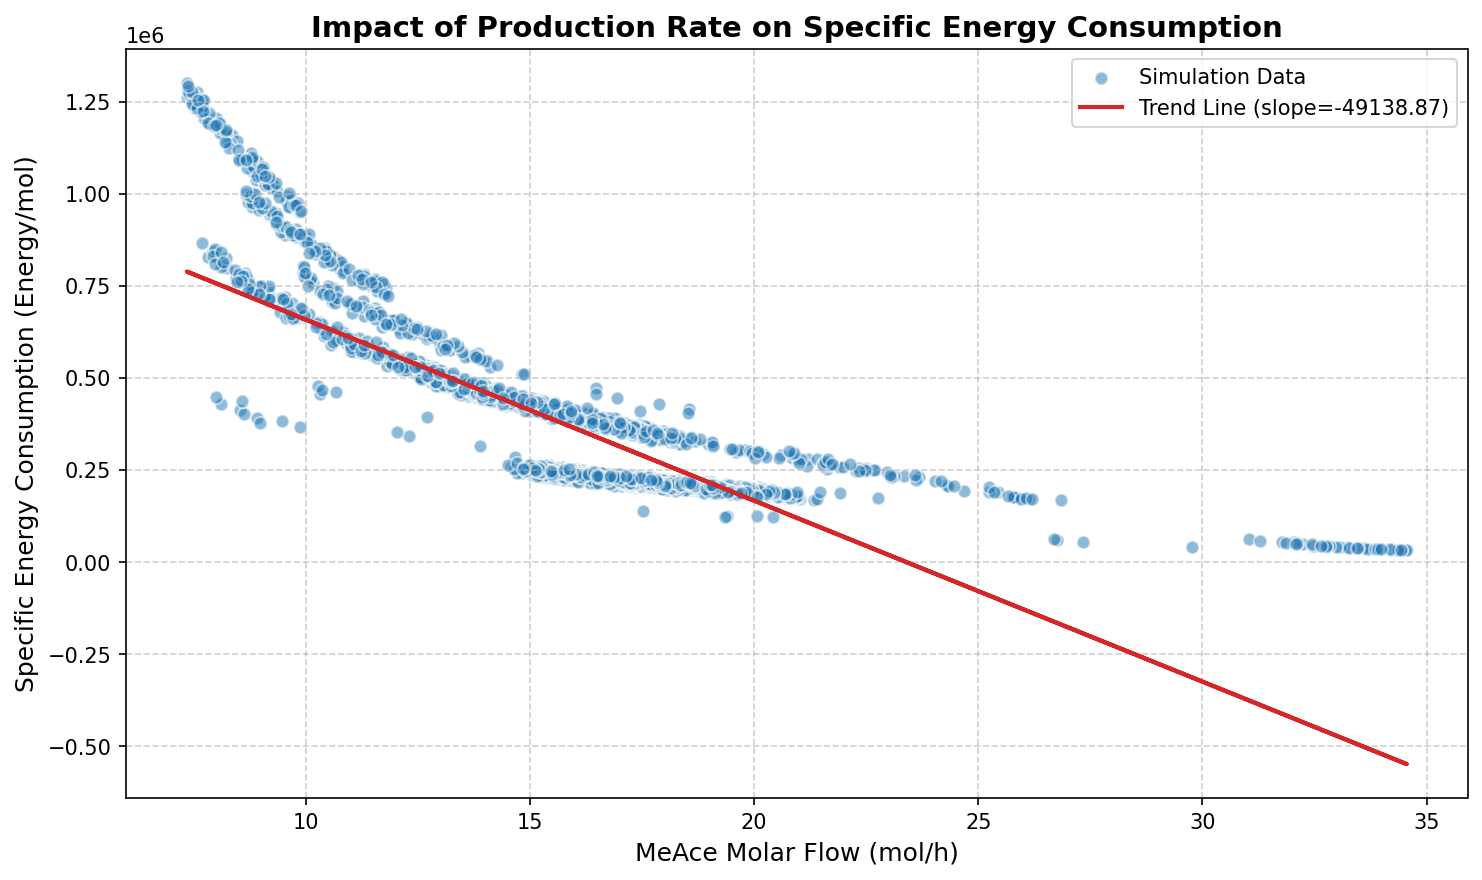 Impact of Production Rate on Specific Energy Consumption
1e6
Simulation Data
Trend Line (slope=-49138.87)
1.25
1.00
0.75
0.50
0.25
0.00
−0.25
−0.50
Specific Energy Consumption (Energy/mol)
10 15 20 25 30 35
MeAce Molar Flow (mol/h)